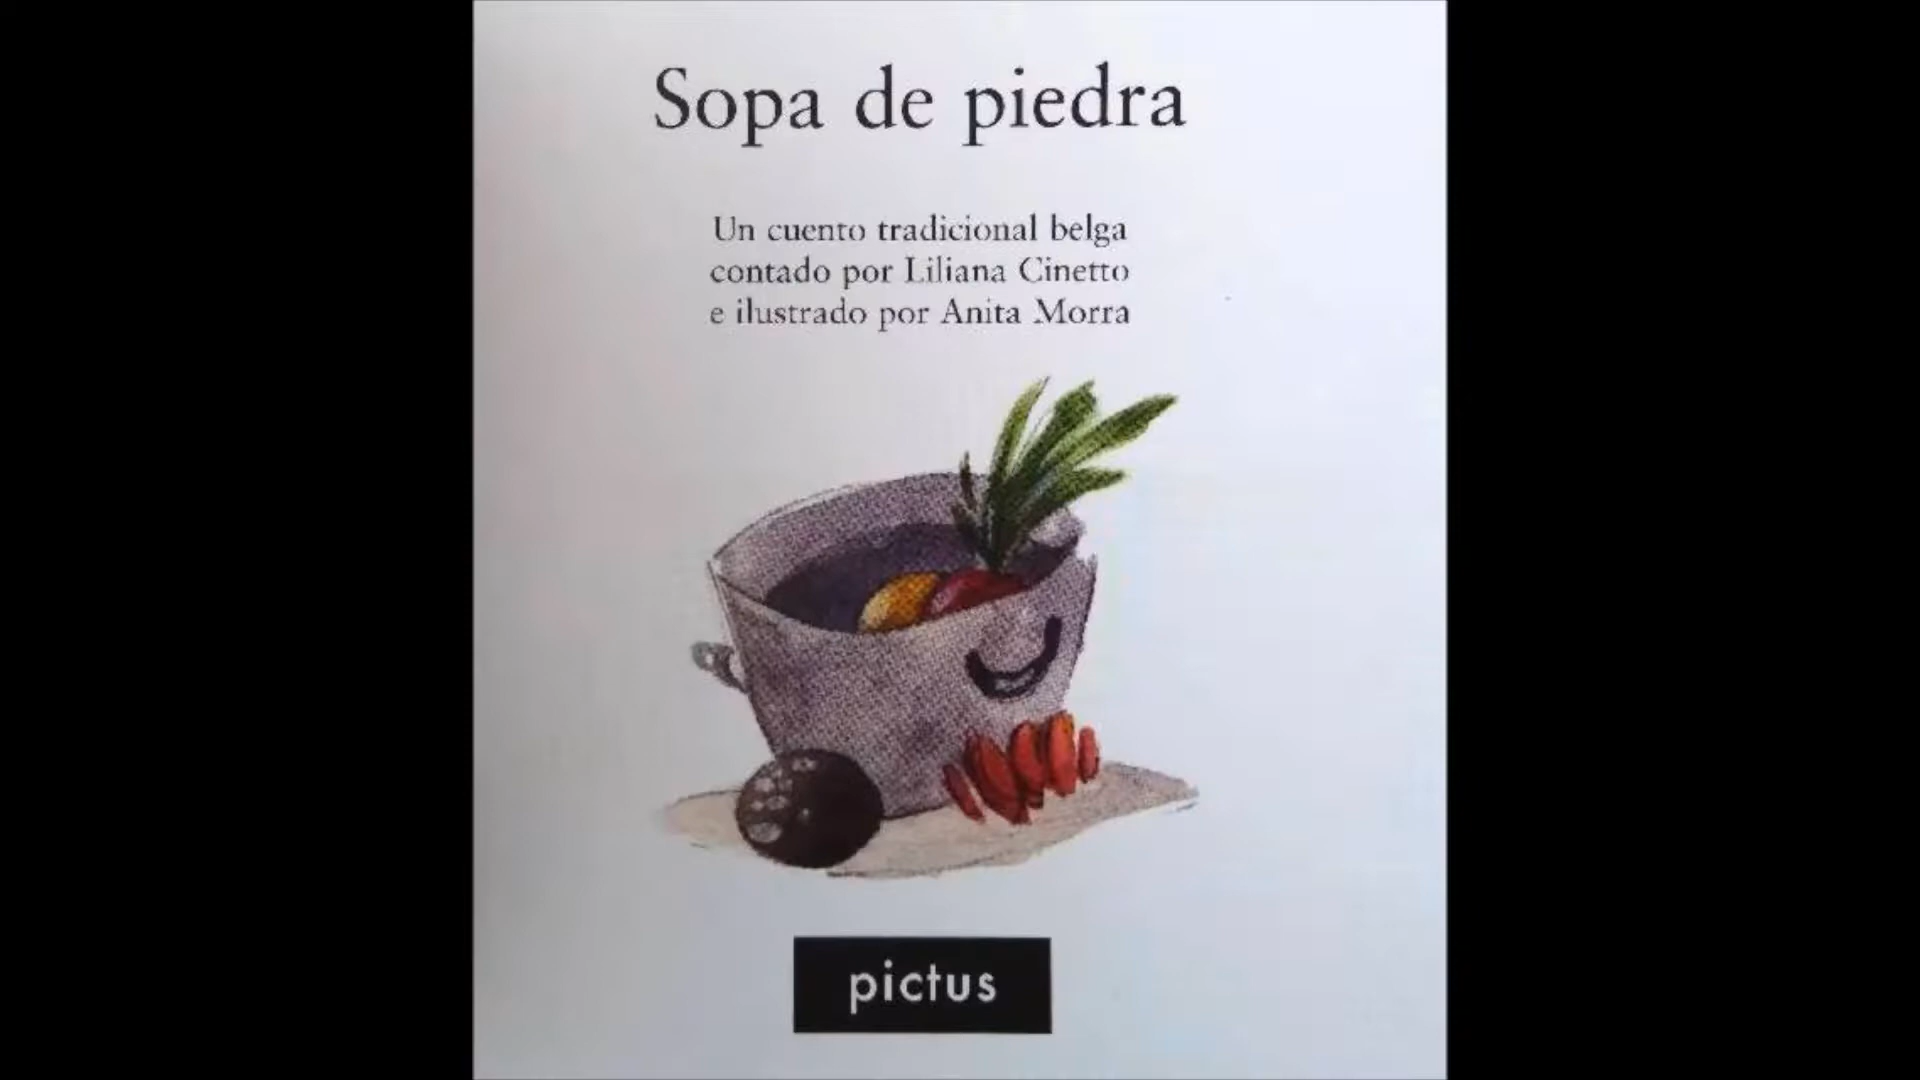 Sopa de piedra
Un cuento tradicional belga
contado por Liliana Cinetto
e ilustrado por Anita Morra
pictus